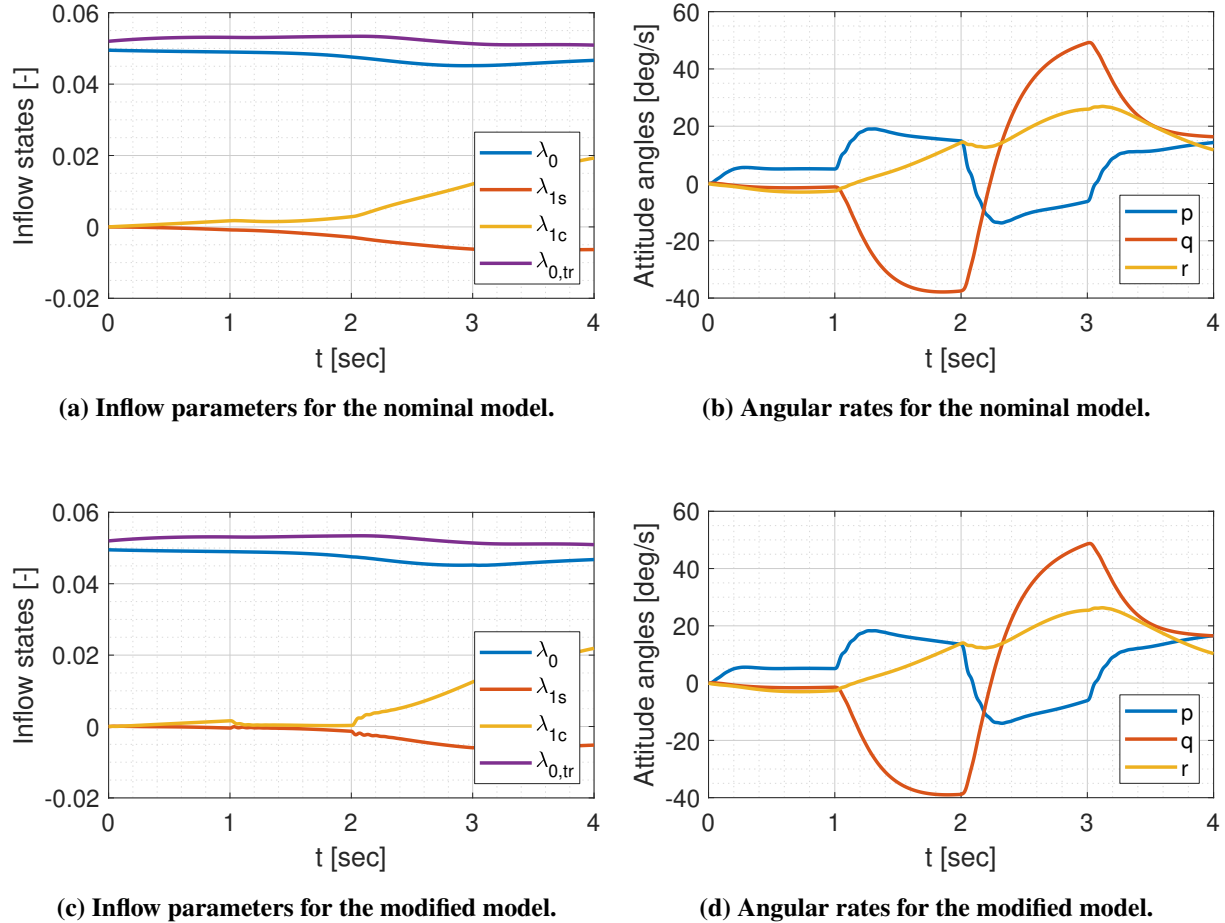 0.06
0.04
0.02
0
-0.02
Inflow states [-]
λ0
λ1s
λ1c
λ0,tr
0 1 2 3 4
t [sec]
(a) Inflow parameters for the nominal model.
60
40
20
0
-20
-40
Attitude angles [deg/s]
p
q
r
0 1 2 3 4
t [sec]
(b) Angular rates for the nominal model.
0.06
0.04
0.02
0
-0.02
Inflow states [-]
λ0
λ1s
λ1c
λ0,tr
0 1 2 3 4
t [sec]
(c) Inflow parameters for the modified model.
60
40
20
0
-20
-40
Attitude angles [deg/s]
p
q
r
0 1 2 3 4
t [sec]
(d) Angular rates for the modified model.